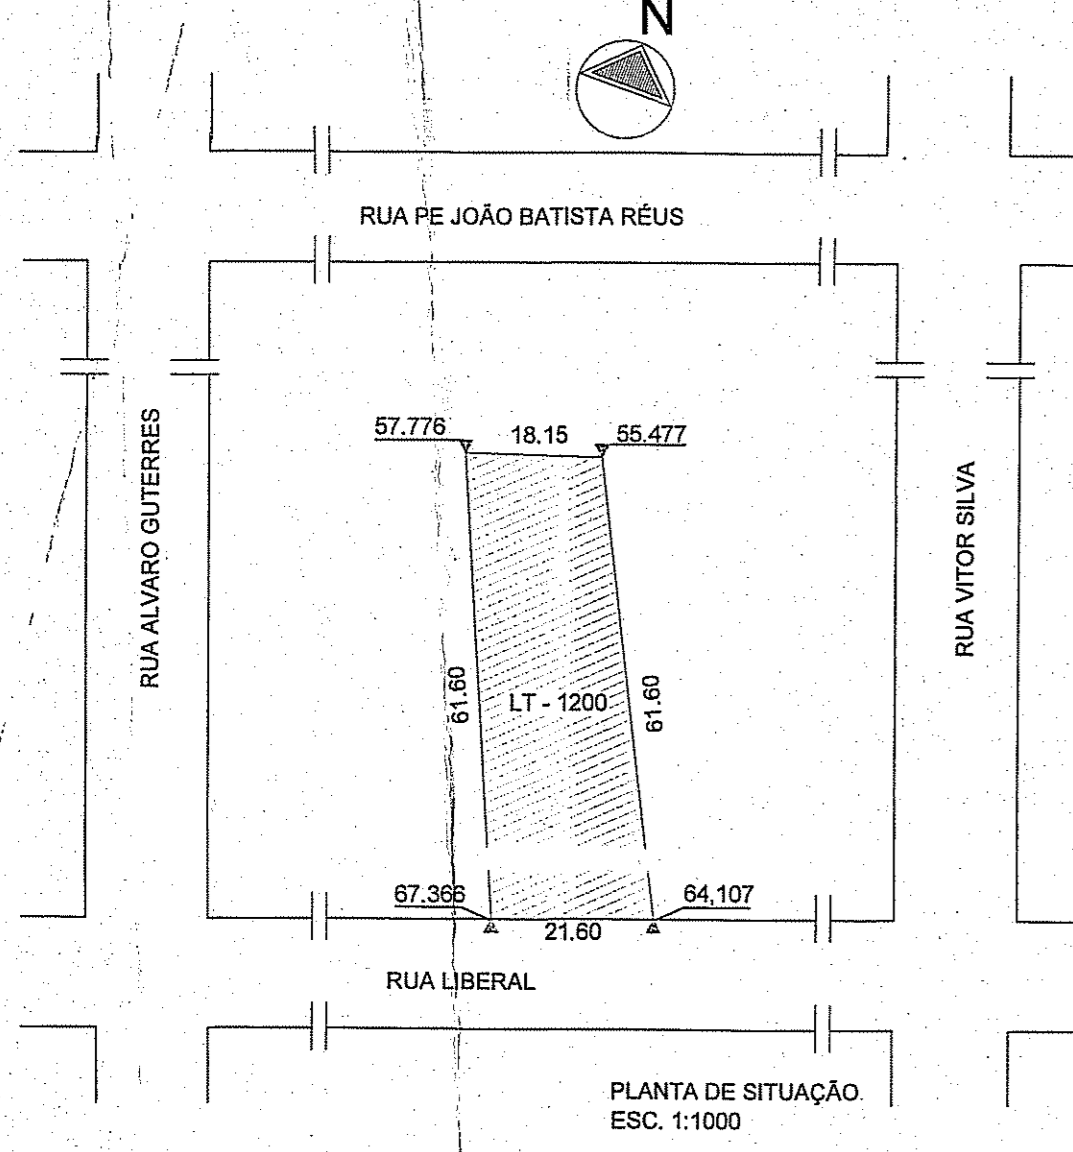 N
RUA PE JOÃO BATISTA RÉUS
57.776
18.15
55.477
RUA ALVARO GUTERRES
RUA VITOR SILVA
61.60
LT - 1200
61.60
67.366
64,107
21.60
RUA LIBERAL
PLANTA DE SITUAÇÃO
ESC. 1:1000